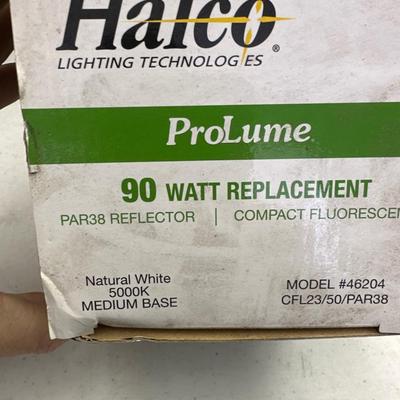 Halco®
LIGHTING TECHNOLOGIES
ProLume
90 WATT REPLACEMENT
PAR38 REFLECTOR | COMPACT FLUORESCEN
Natural White
5000K
MEDIUM BASE
MODEL #46204
CFL23/50/PAR38